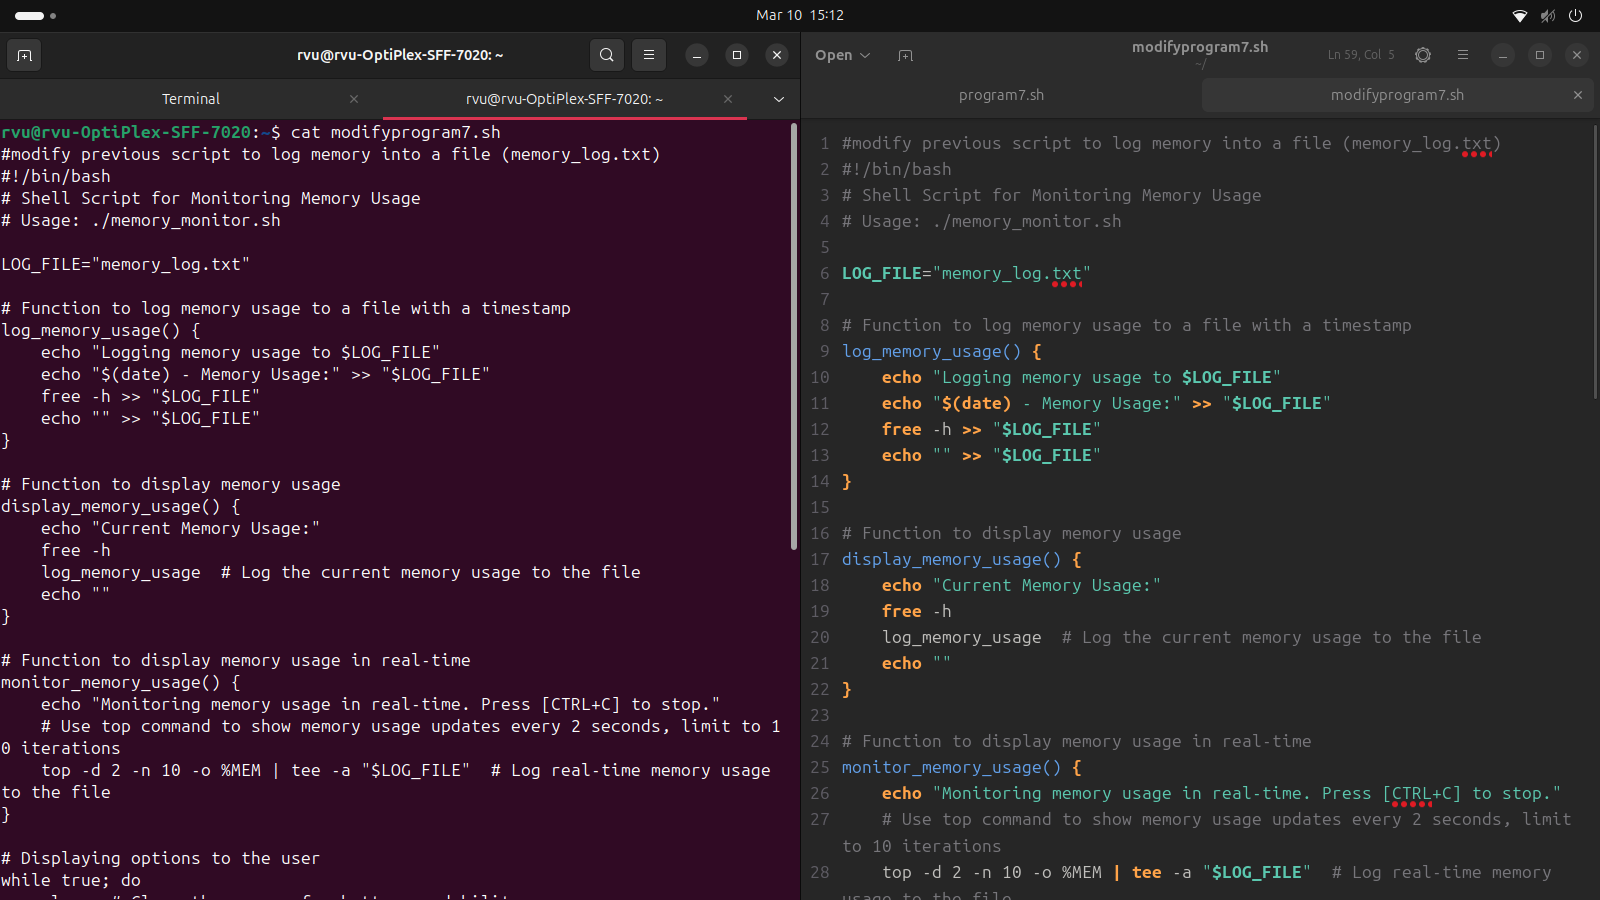 Mar 10 15:12
rvu@rvu-OptiPlex-SFF-7020: ~
Terminal
rvu@rvu-OptiPlex-SFF-7020: ~
rvu@rvu-OptiPlex-SFF-7020:~$ cat modifyprogram7.sh
#modify previous script to log memory into a file (memory_log.txt)
#!/bin/bash
# Shell Script for Monitoring Memory Usage
# Usage: ./memory_monitor.sh
LOG_FILE="memory_log.txt"
# Function to log memory usage to a file with a timestamp
log_memory_usage() {
    echo "Logging memory usage to $LOG_FILE"
    echo "$(date) - Memory Usage:" >> "$LOG_FILE"
    free -h >> "$LOG_FILE"
    echo "" >> "$LOG_FILE"
}
# Function to display memory usage
display_memory_usage() {
    echo "Current Memory Usage:"
    free -h
    log_memory_usage  # Log the current memory usage to the file
    echo ""
}
# Function to display memory usage in real-time
monitor_memory_usage() {
    echo "Monitoring memory usage in real-time. Press [CTRL+C] to stop."
    # Use top command to show memory usage updates every 2 seconds, limit to 1
0 iterations
    top -d 2 -n 10 -o %MEM | tee -a "$LOG_FILE"  # Log real-time memory usage
to the file
}
# Displaying options to the user
while true; do
Open
modifyprogram7.sh
~/
Ln 59, Col 5
program7.sh
modifyprogram7.sh
1 #modify previous script to log memory into a file (memory_log.txt)
2 #!/bin/bash
3 # Shell Script for Monitoring Memory Usage
4 # Usage: ./memory_monitor.sh
5
6 LOG_FILE="memory_log.txt"
7
8 # Function to log memory usage to a file with a timestamp
9 log_memory_usage() {
10     echo "Logging memory usage to $LOG_FILE"
11     echo "$(date) - Memory Usage:" >> "$LOG_FILE"
12     free -h >> "$LOG_FILE"
13     echo "" >> "$LOG_FILE"
14 }
15
16 # Function to display memory usage
17 display_memory_usage() {
18     echo "Current Memory Usage:"
19     free -h
20     log_memory_usage  # Log the current memory usage to the file
21     echo ""
22 }
23
24 # Function to display memory usage in real-time
25 monitor_memory_usage() {
26     echo "Monitoring memory usage in real-time. Press [CTRL+C] to stop."
27     # Use top command to show memory usage updates every 2 seconds, limit
to 10 iterations
28     top -d 2 -n 10 -o %MEM | tee -a "$LOG_FILE"  # Log real-time memory
usage to the file